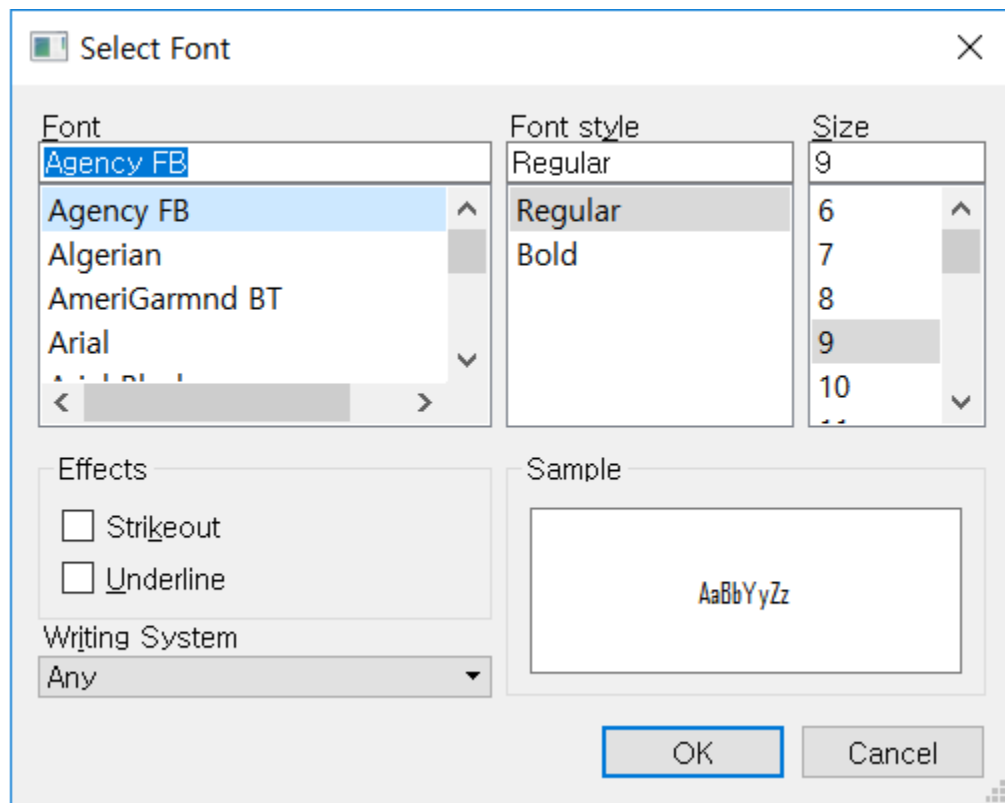 Select Font
Font
Agency FB
Agency FB
Algerian
AmeriGarmnd BT
Arial
Font style
Regular
Regular
Bold
Size
9
6
7
8
9
10
Effects
Strikeout
Underline
Writing System
Any
Sample
AaBbYyZz
OK
Cancel